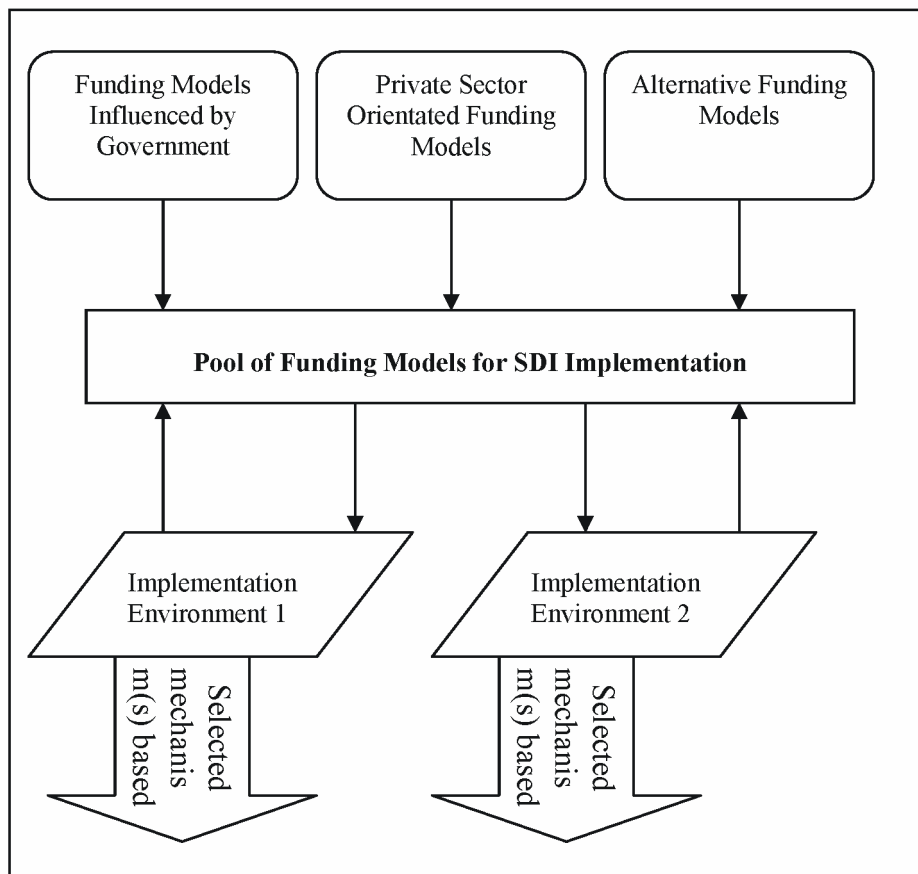 Funding Models
Influenced by
Government
Private Sector
Orientated Funding
Models
Alternative Funding
Models
Pool of Funding Models for SDI Implementation
Implementation
Environment 1
Implementation
Environment 2
Selected
mechanis
m(s) based
Selected
mechanis
m(s) based